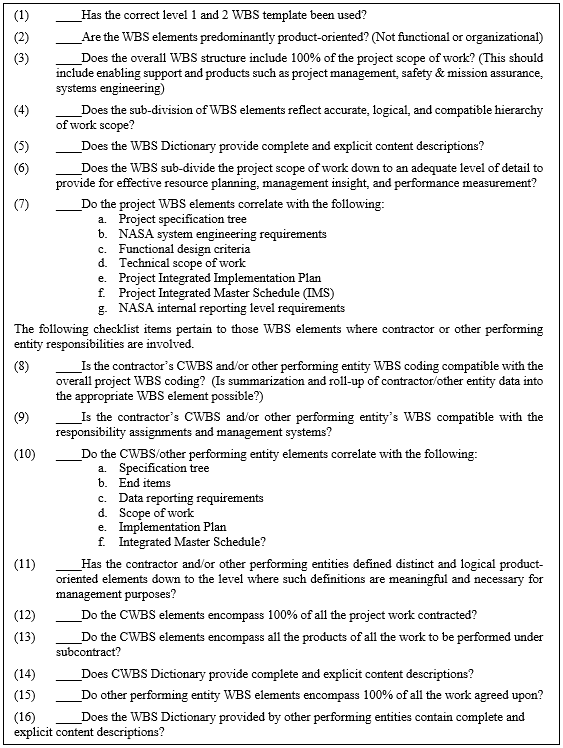 (1) ____Has the correct level 1 and 2 WBS template been used?
(2) ____Are the WBS elements predominantly product-oriented? (Not functional or organizational)
(3) ____Does the overall WBS structure include 100% of the project scope of work? (This should
include enabling support and products such as project management, safety & mission assurance,
systems engineering)
(4) ____Does the sub-division of WBS elements reflect accurate, logical, and compatible hierarchy
of work scope?
(5) ____Does the WBS Dictionary provide complete and explicit content descriptions?
(6) ____Does the WBS sub-divide the project scope of work down to an adequate level of detail to
provide for effective resource planning, management insight, and performance measurement?
(7) ____Do the project WBS elements correlate with the following:
a. Project specification tree
b. NASA system engineering requirements
c. Functional design criteria
d. Technical scope of work
e. Project Integrated Implementation Plan
f. Project Integrated Master Schedule (IMS)
g. NASA internal reporting level requirements
The following checklist items pertain to those WBS elements where contractor or other performing
entity responsibilities are involved.
(8) ____Is the contractor's CWBS and/or other performing entity WBS coding compatible with the
overall project WBS coding? (Is summarization and roll-up of contractor/other entity data into
the appropriate WBS element possible?)
(9) ____Is the contractor's CWBS and/or other performing entity's WBS compatible with the
responsibility assignments and management systems?
(10) ____Do the CWBS/other performing entity elements correlate with the following:
a. Specification tree
b. End items
c. Data reporting requirements
d. Scope of work
e. Implementation Plan
f. Integrated Master Schedule?
(11) ____Has the contractor and/or other performing entities defined distinct and logical product-
oriented elements down to the level where such definitions are meaningful and necessary for
management purposes?
(12) ____Do the CWBS elements encompass 100% of all the project work contracted?
(13) ____Do the CWBS elements encompass all the products of all the work to be performed under
subcontract?
(14) ____Does CWBS Dictionary provide complete and explicit content descriptions?
(15) ____Do other performing entity WBS elements encompass 100% of all the work agreed upon?
(16) ____Does the WBS Dictionary provided by other performing entities contain complete and
explicit content descriptions?